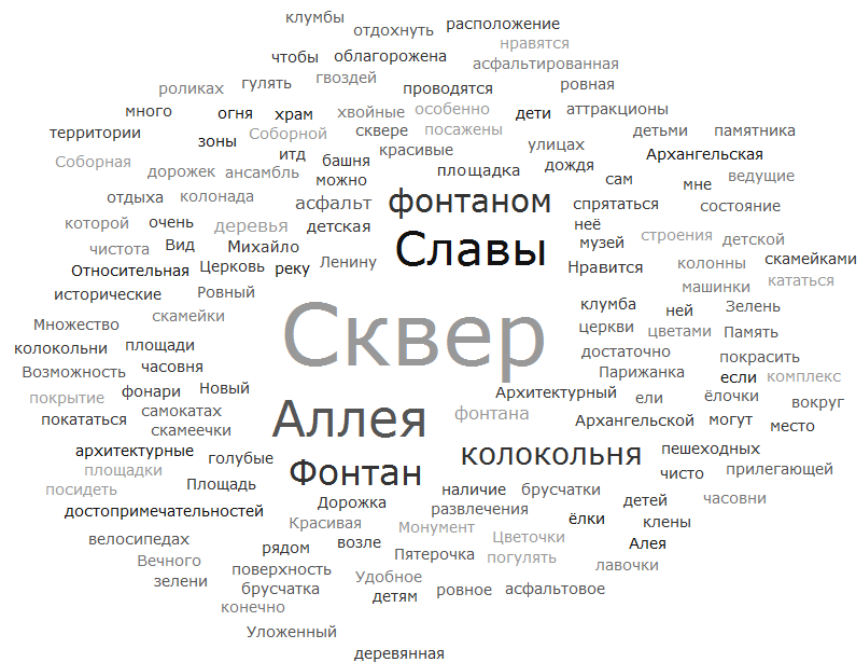 клумбы отдохнуть расположение
нравятся
чтобы облагорожена асфальтированная
роликах гулять гвоздей проводятся ровная
много огня храм хвойные особенно дети аттракционы
территории зоны Соборной сквере посажены детьми памятника
итд красивые улицах
Соборная башня площадка дождя Архангельская
дорожек ансамбль можно сам мне ведущие
отдыха колонада асфальт фонтаном спрятаться состояние
которой очень деревья детская неё
чистота Вид Михайло Славы музей строения детской
Относительная Церковь реку Ленину Нравится колонны скамейками
исторические Ровный машинки кататься
Множество скамейки Сквер клумба ней Зелень
колокольни площади церкви цветами Память
Возможность часовня достаточно покрасить
покрытие фонари Новый Парижанка если комплекс
покататься самокатах Аллея фонтана Архитектурный ели ёлочки вокруг
скамеечки Архангельской могут место
архитектурные голубые Фонтан колокольня пешеходных
площадки чисто прилегающей
посидеть Площадь наличие брусчатки
достопримечательностей Дорожка развлечения детей часовни
Красивая Монумент Цветочки ёлки клены
велосипедах рядом возле Пятерочка погулять Алея
Вечного поверхность Удобное лавочки
зелени брусчатка детям ровное асфальтовое
конечно
Уложенный
деревянная